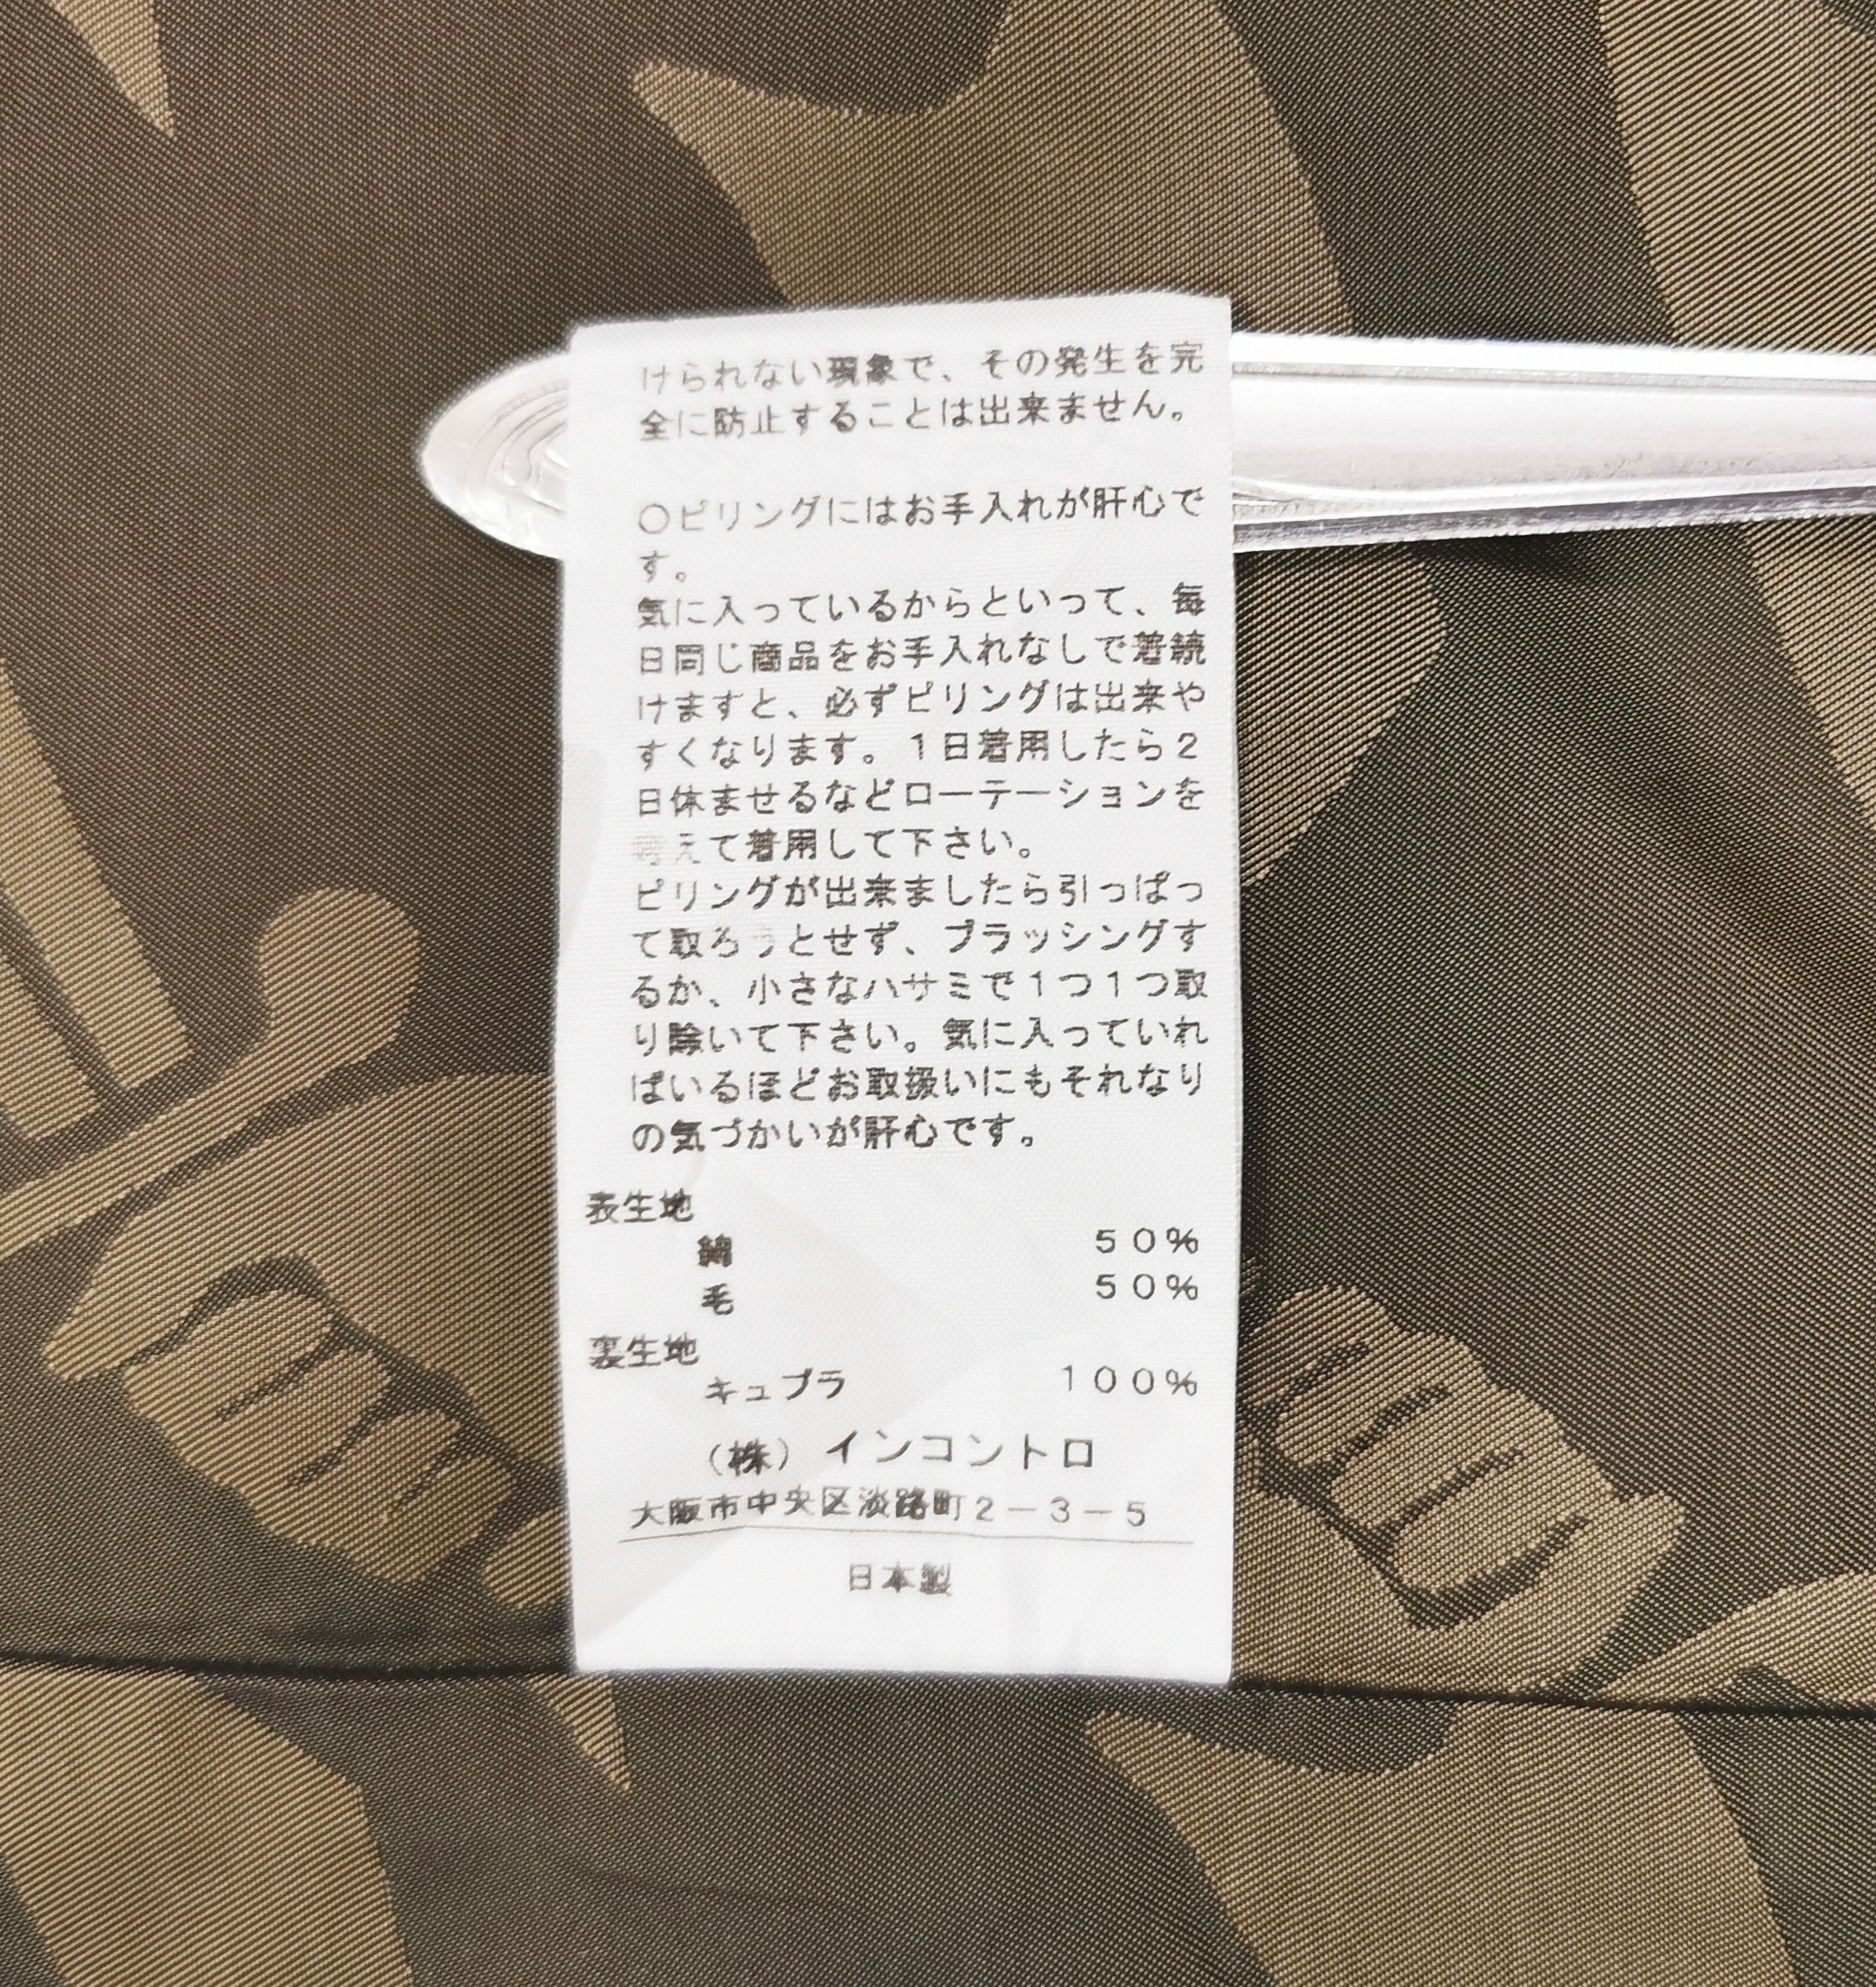 けられない現象で、その発生を完
全に防止することは出来ません。
○ピリングにはお手入れが肝心で
す。
気に入っているからといって、毎
日同じ商品をお手入れなしで着続
けますと、必ずピリングは出来や
すくなります。1日着用したら2
日休ませるなどローテーションを
考えて着用して下さい。
ピリングが出来ましたら引っぱっ
て取ろうとせず、ブラッシングす
るか、小さなハサミで1つ1つ取
り除いて下さい。気に入っていれ
ばいるほどお取扱いにもそれなり
の気づかいが肝心です。
表生地
綿 50%
毛 50%
裏生地
キュプラ 100%
(株) インコントロ
大阪市中央区淡路町2-3-5
日本製